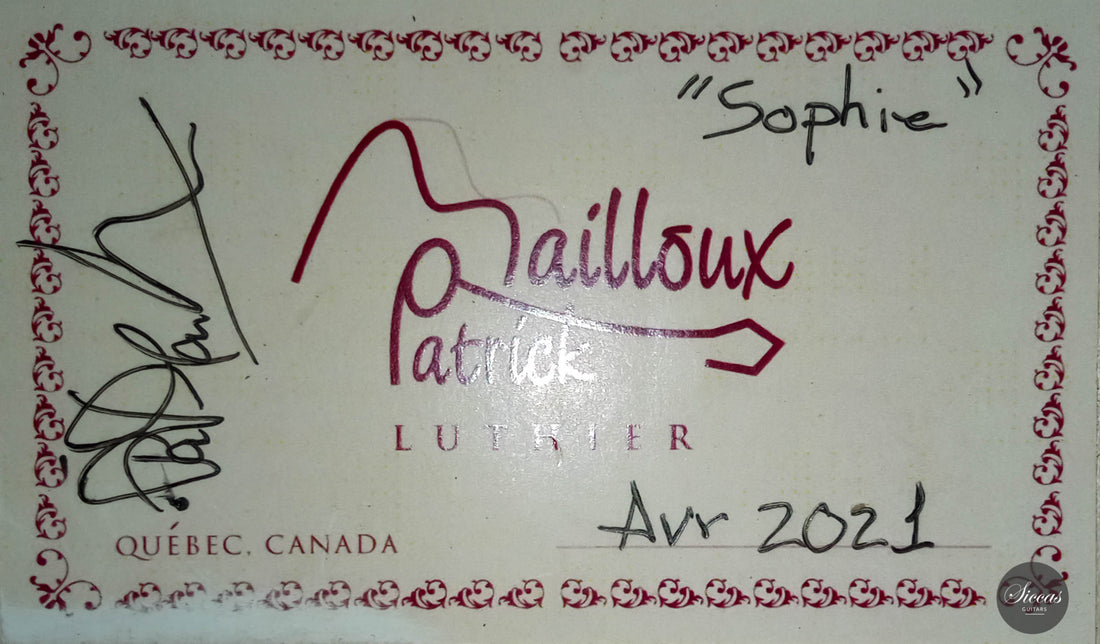 "Sophie"
Mailloux
Patrick
LUTHIER
Avr 2021
QUÉBEC, CANADA
Siccas
GUITARS